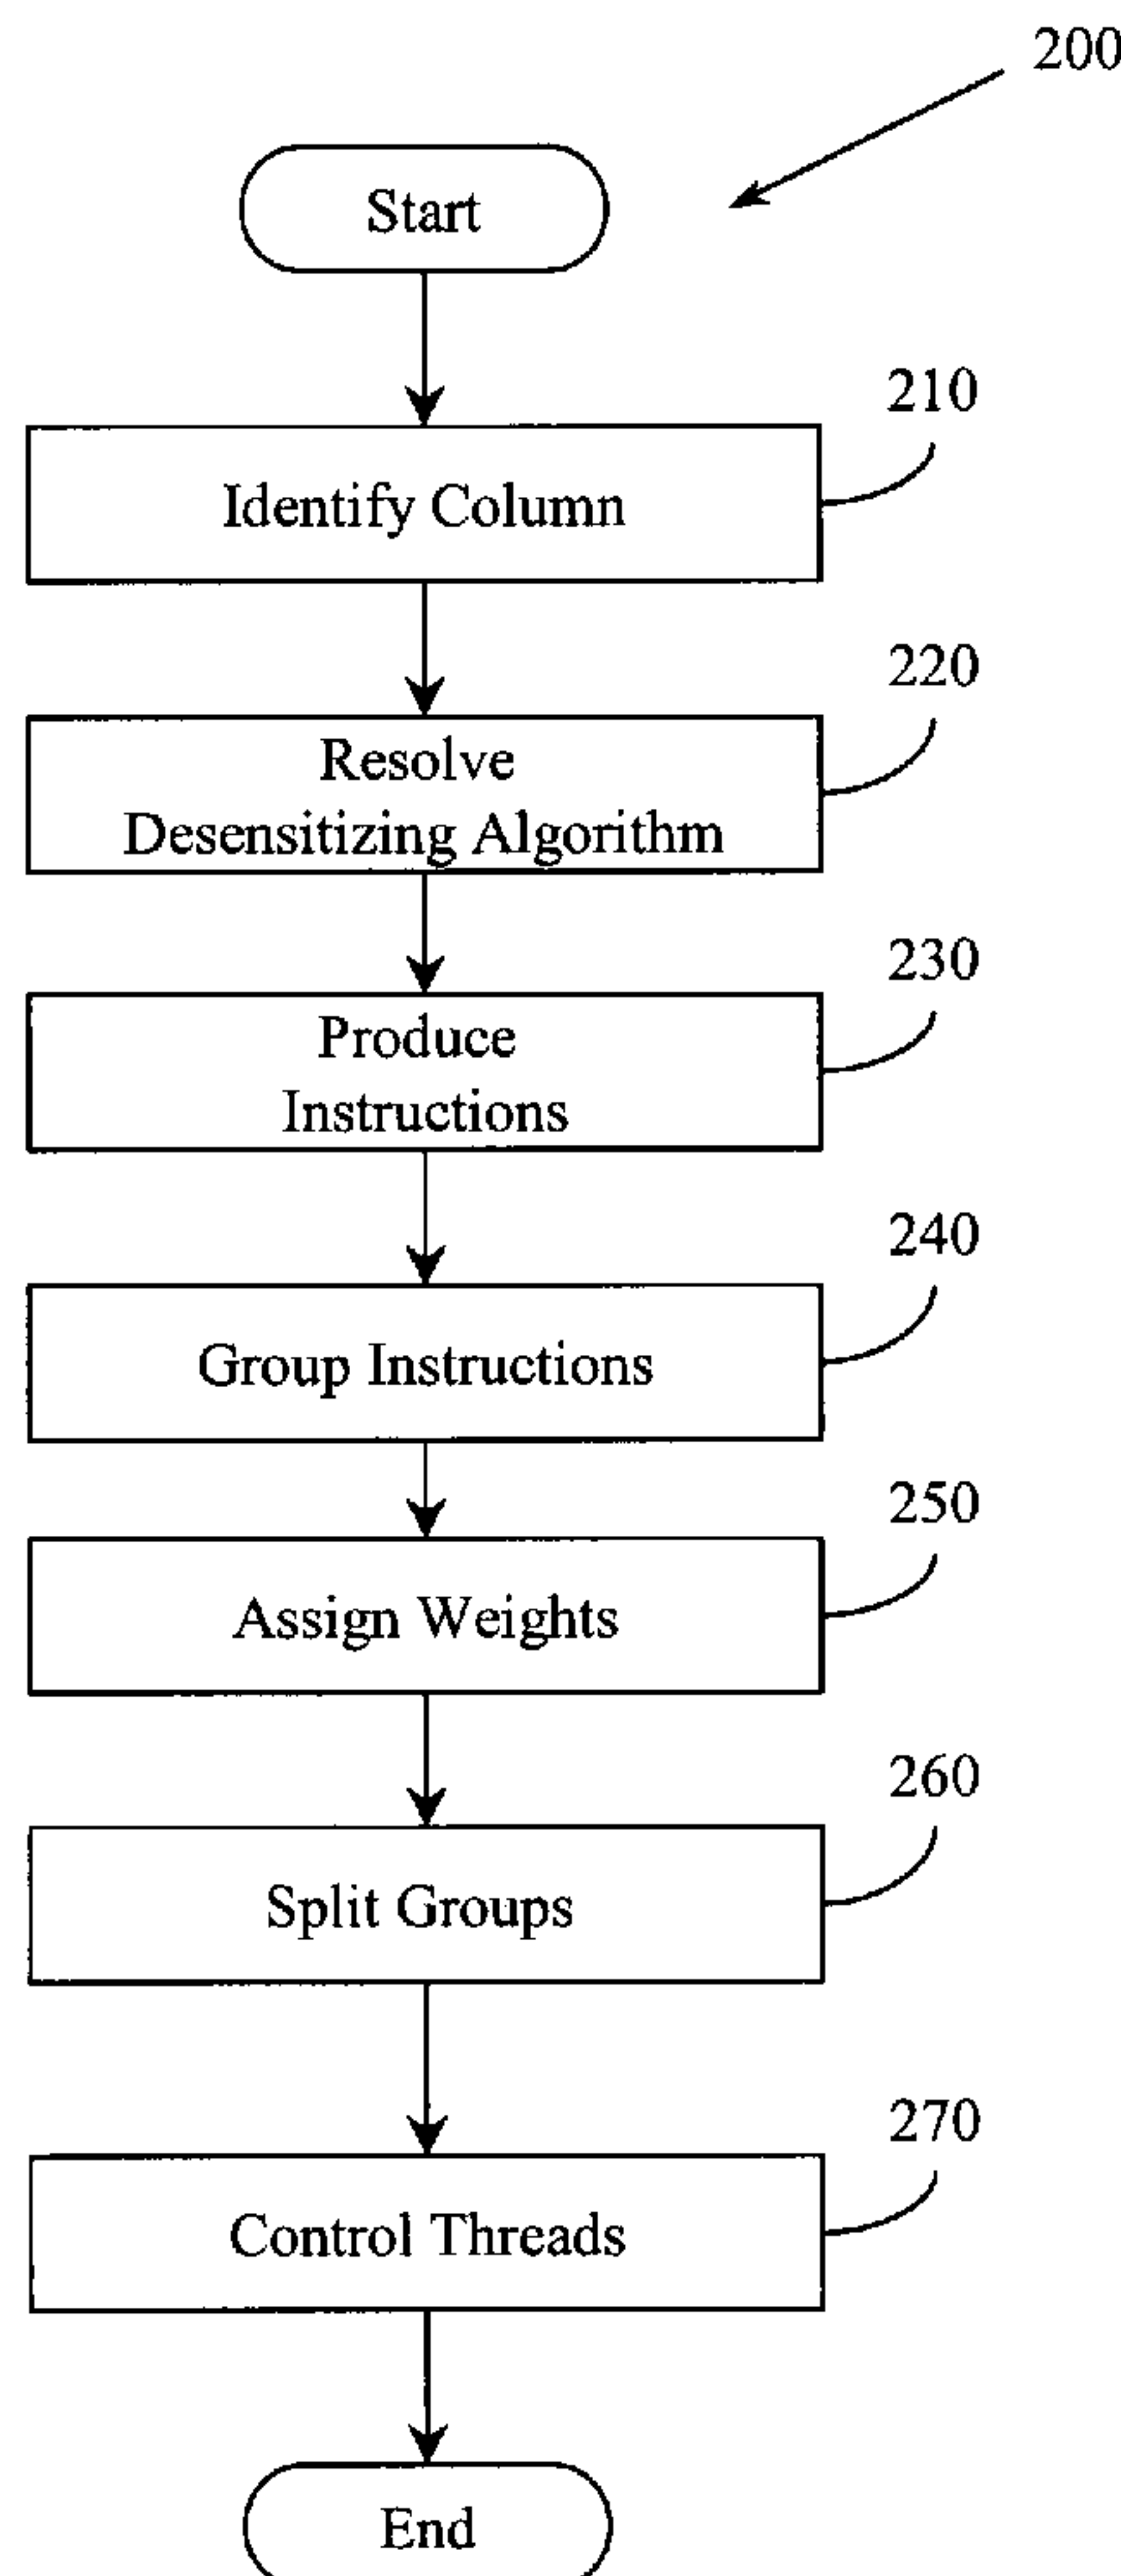 200
Start
210
Identify Column
220
Resolve
Desensitizing Algorithm
230
Produce
Instructions
240
Group Instructions
250
Assign Weights
260
Split Groups
270
Control Threads
End